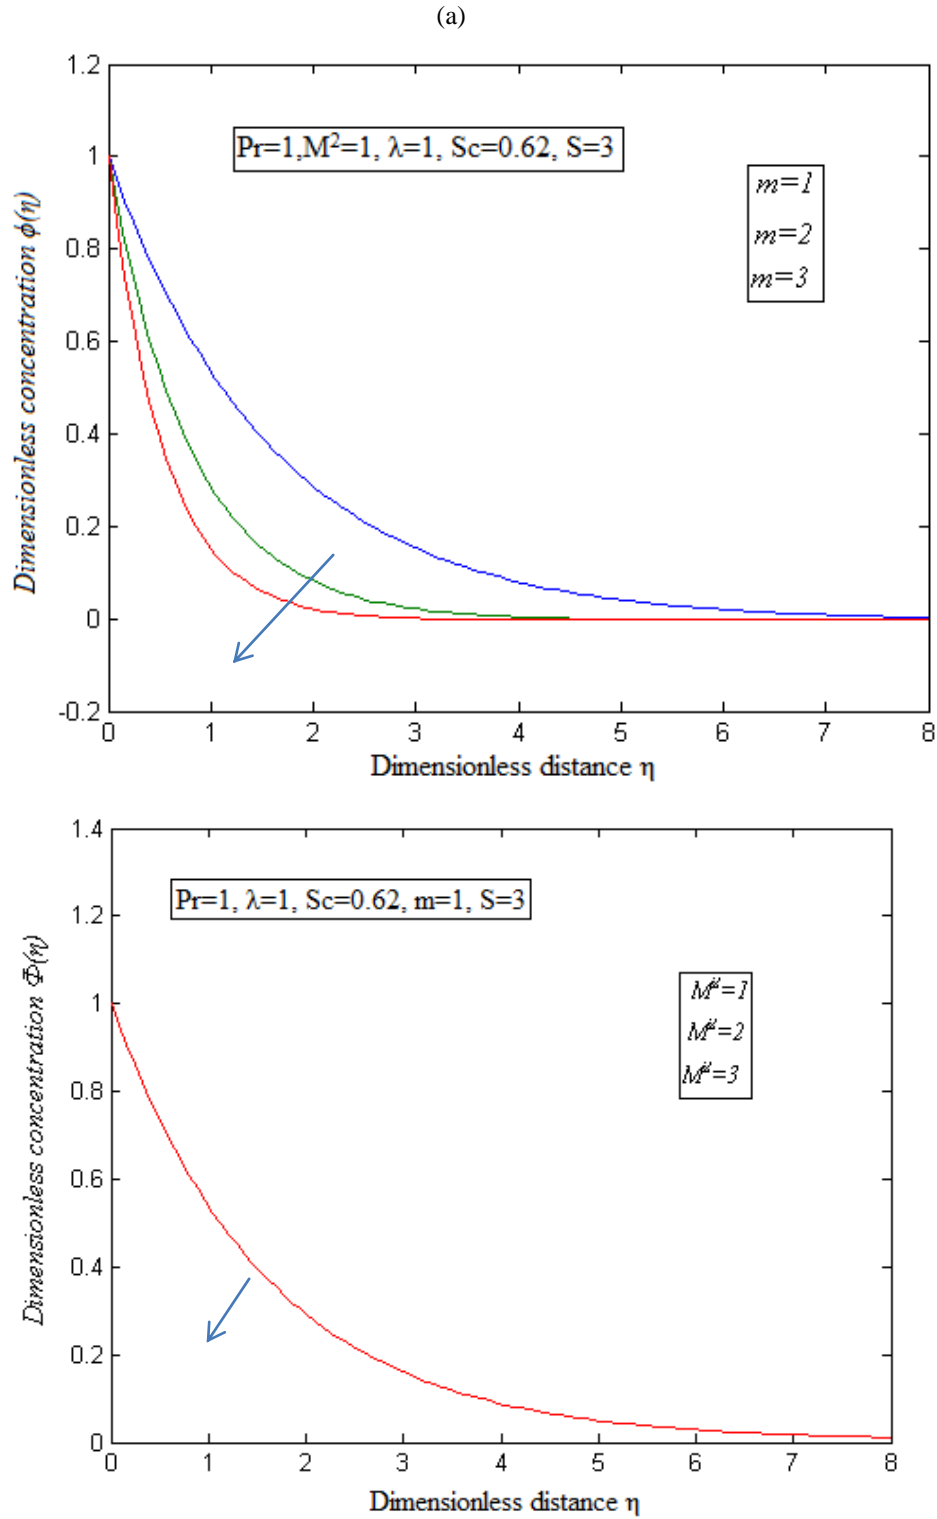 (a)
1.2
Pr=1,M²=1, λ=1, Sc=0.62, S=3
1
m=1
m=2
m=3
0.8
0.6
0.4
0.2
0
-0.2
Dimensionless concentration ϕ(η)
0 1 2 3 4 5 6 7 8
Dimensionless distance η
1.4
Pr=1, λ=1, Sc=0.62, m=1, S=3
1.2
1
0.8
0.6
0.4
0.2
0
Dimensionless concentration Φ(η)
M²=1
M²=2
M²=3
0 1 2 3 4 5 6 7 8
Dimensionless distance η